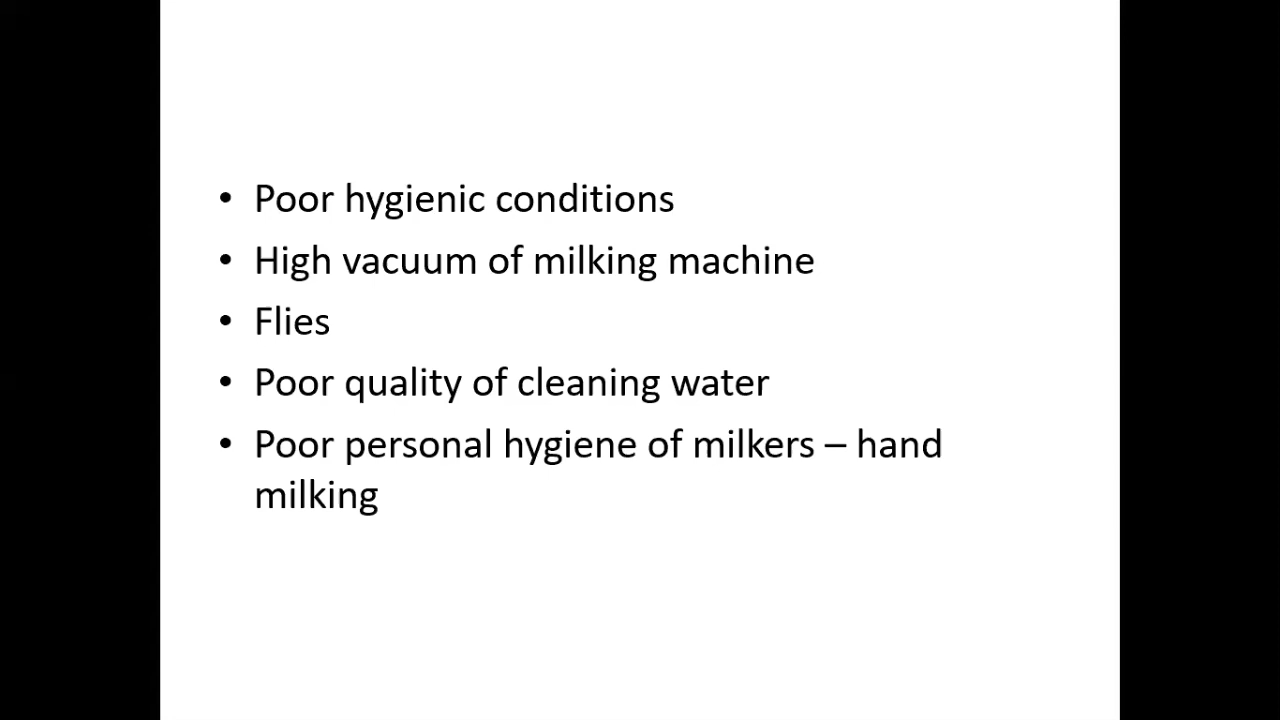 • Poor hygienic conditions
• High vacuum of milking machine
• Flies
• Poor quality of cleaning water
• Poor personal hygiene of milkers – hand
milking